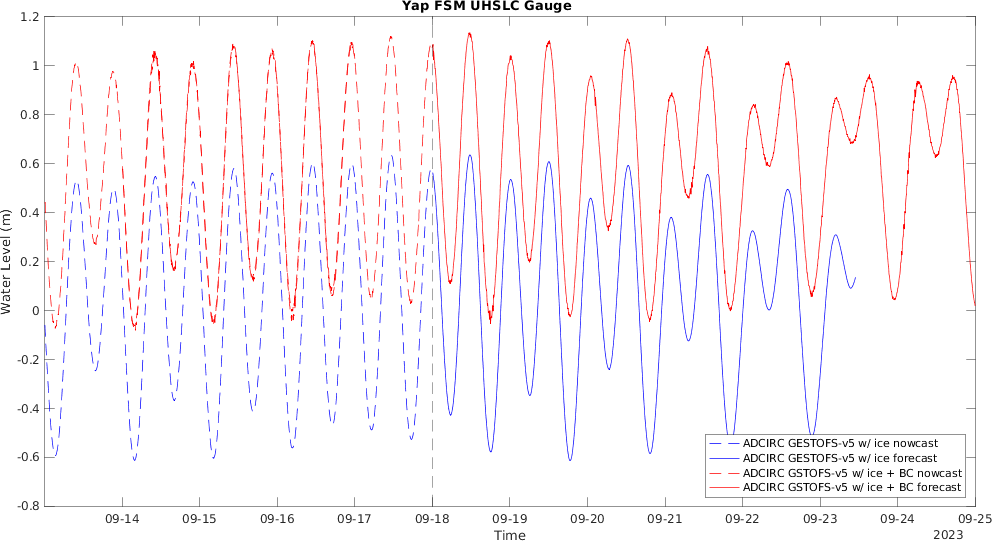 Yap FSM UHSLC Gauge
1.2
1
0.8
0.6
0.4
0.2
0
-0.2
-0.4
-0.6
-0.8
Water Level (m)
ADCIRC GESTOFS-v5 w/ ice nowcast
ADCIRC GESTOFS-v5 w/ ice forecast
ADCIRC GSTOFS-v5 w/ ice + BC nowcast
ADCIRC GSTOFS-v5 w/ ice + BC forecast
09-14 09-15 09-16 09-17 09-18 09-19 09-20 09-21 09-22 09-23 09-24 09-25
Time
2023